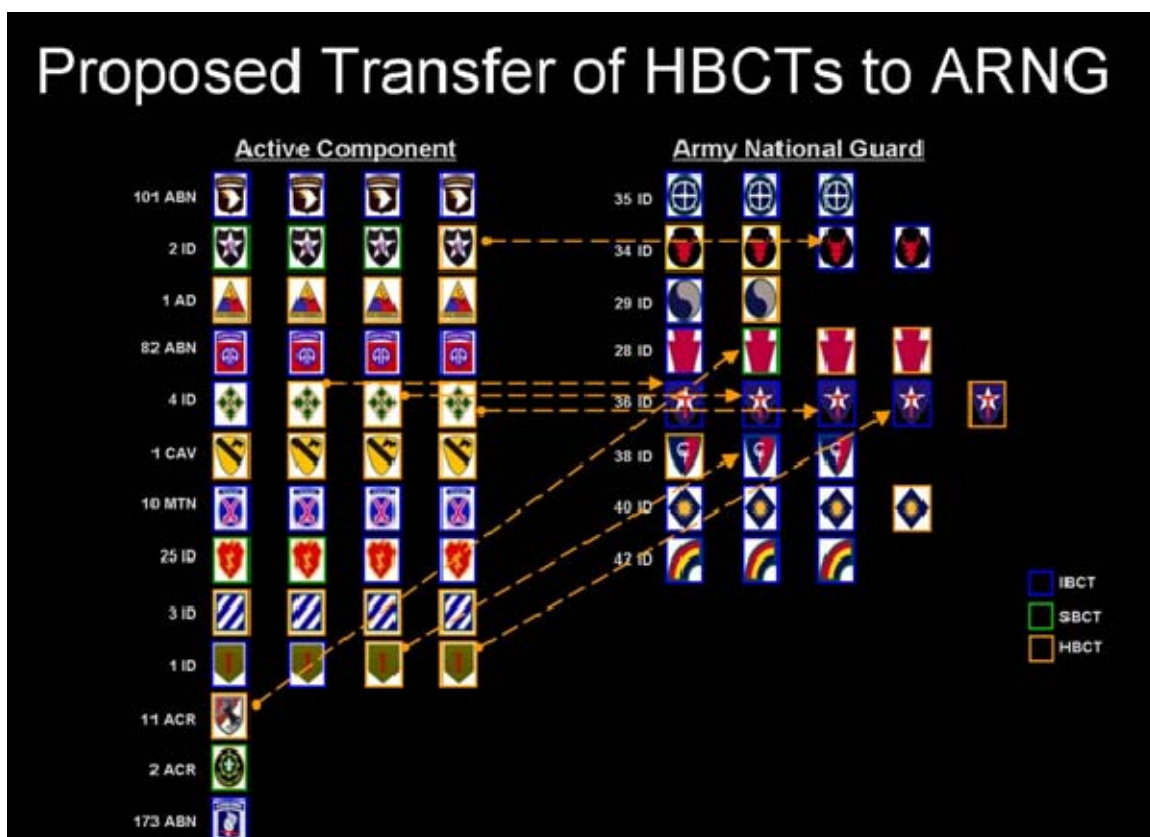 Proposed Transfer of HBCTs to ARNG
Active Component
101 ABN
2 ID
1 AD
82 ABN
4 ID
1 CAV
10 MTN
25 ID
3 ID
1 ID
11 ACR
2 ACR
173 ABN
Army National Guard
35 ID
34 ID
29 ID
28 ID
36 ID
38 ID
40 ID
42 ID
IBCT
SBCT
HBCT